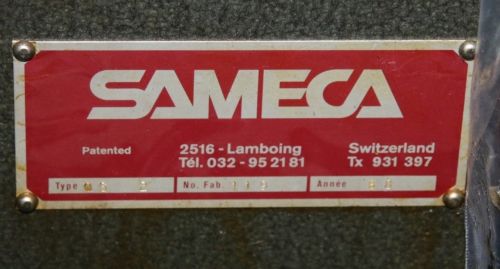 SAMECA
Patented 2516 - Lamboing Switzerland
Tél. 032 - 95 21 81 Tx 931 397
Type No. Fab. Année